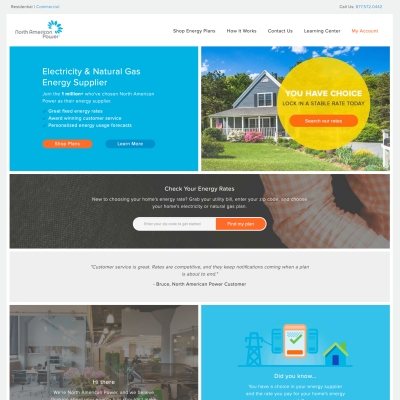 Residential | Commercial
Call Us: 877.572.0442
North American Power
Shop Energy Plans
How It Works
Contact Us
Learning Center
My Account
Electricity & Natural Gas
Energy Supplier
Join the 1 million+ who've chosen North American
Power as their energy supplier.
Great fixed energy rates
Award winning customer service
Personalized energy usage forecasts
Shop Plans
Learn More
YOU HAVE CHOICE
LOCK IN A STABLE RATE TODAY
Search our rates
Check Your Energy Rates
New to choosing your home's energy rate? Grab your utility bill, enter your zip code, and choose
your home's electricity or natural gas plan.
Enter your zip code to get started
Find my plan
"Customer service is great. Rates are competitive, and they keep notifications coming when a plan
is about to end."
- Bruce, North American Power Customer
Hi there
We're North American Power, and we believe
Did you know...
You have a choice in your energy supplier
and the rate you pay for your home's energy